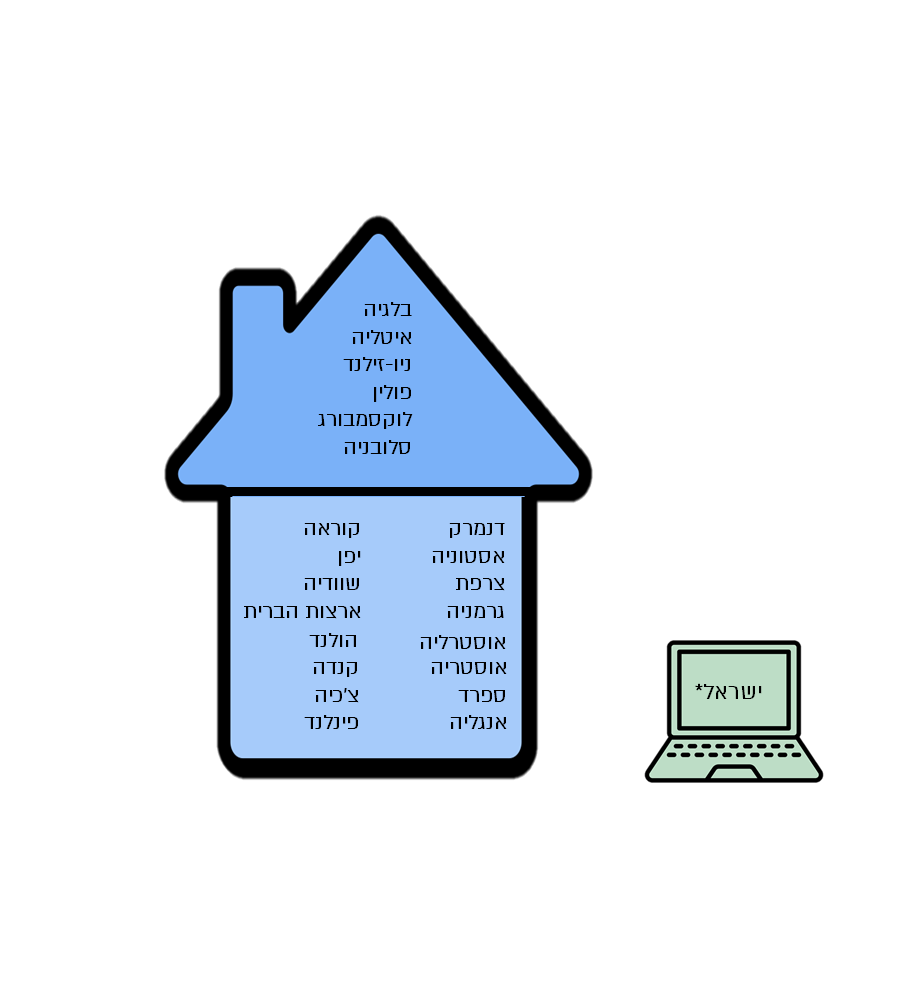 בלגיה
איטליה
ניו-זילנד
פולין
לוקסמבורג
סלובניה
דנמרק
אסטוניה
צרפת
גרמניה
אוסטרליה
אוסטריה
ספרד
אנגליה
קוראה
יפן
שוודיה
ארצות הברית
הולנד
קנדה
צ'כיה
פינלנד
ישראל*